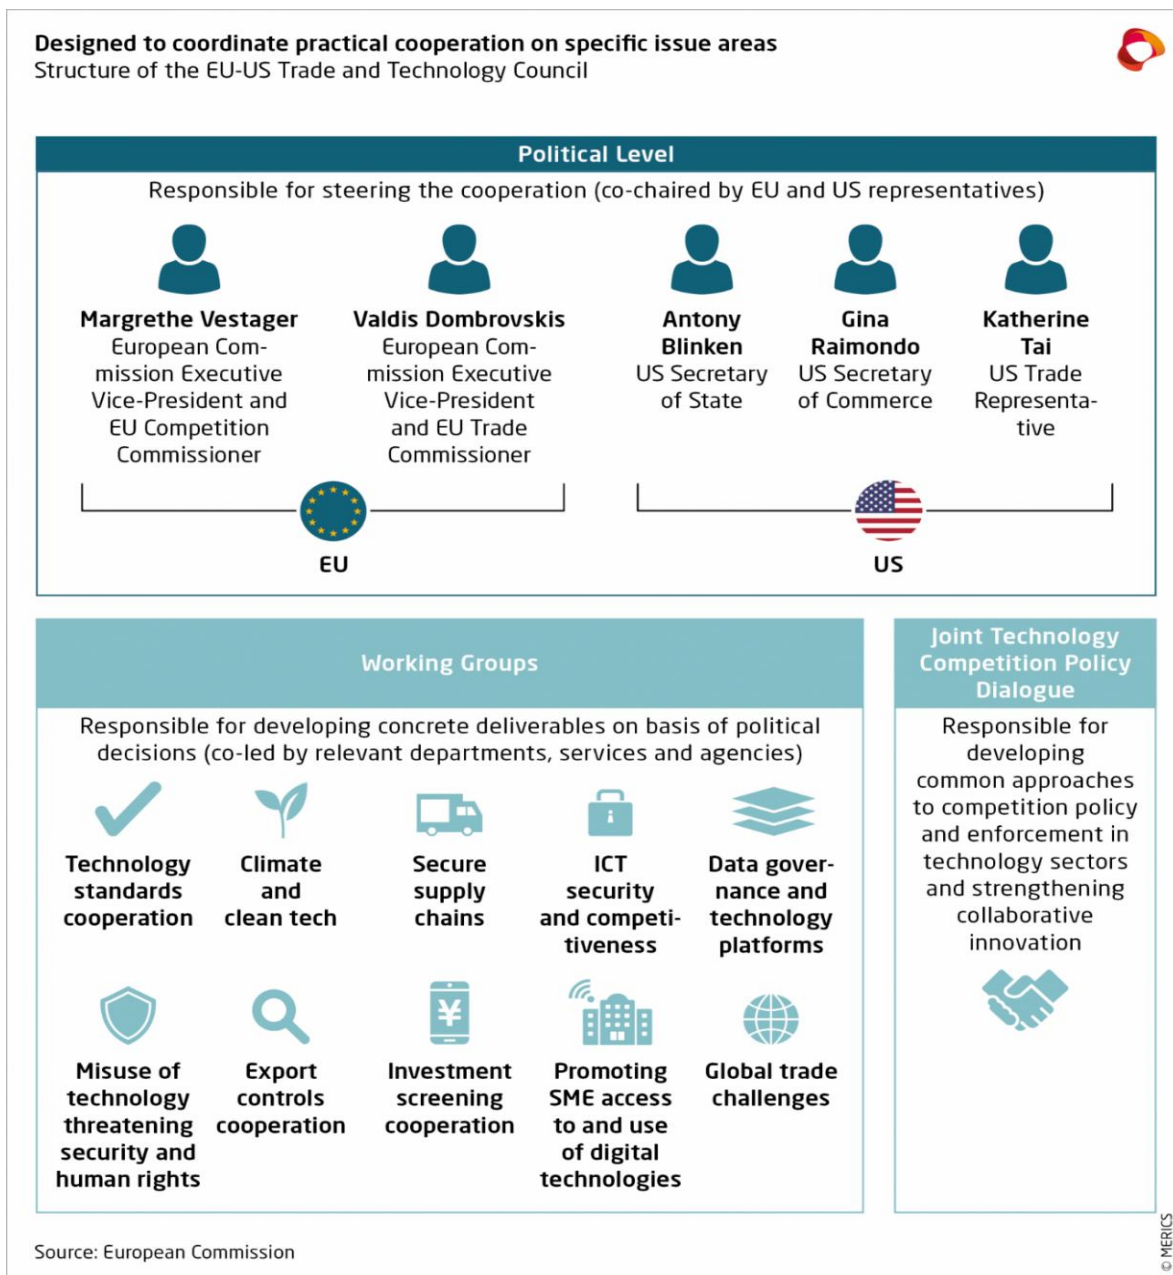 Designed to coordinate practical cooperation on specific issue areas
Structure of the EU-US Trade and Technology Council
Political Level
Responsible for steering the cooperation (co-chaired by EU and US representatives)
Margrethe Vestager
European Com-
mission Executive
Vice-President and
EU Competition
Commissioner
Valdis Dombrovskis
European Com-
mission Executive
Vice-President
and EU Trade
Commissioner
Antony
Blinken
US Secretary
of State
Gina
Raimondo
US Secretary
of Commerce
Katherine
Tai
US Trade
Representa-
tive
EU
US
Working Groups
Responsible for developing concrete deliverables on basis of political
decisions (co-led by relevant departments, services and agencies)
Technology
standards
cooperation
Climate
and
clean tech
Secure
supply
chains
ICT
security
and competi-
tiveness
Data gover-
nance and
technology
platforms
Misuse of
technology
threatening
security and
human rights
Export
controls
cooperation
¥
Investment
screening
cooperation
Promoting
SME access
to and use
of digital
technologies
Global trade
challenges
Joint Technology
Competition Policy
Dialogue
Responsible for
developing
common approaches
to competition policy
and enforcement in
technology sectors
and strengthening
collaborative
innovation
Source: European Commission
© MERICS